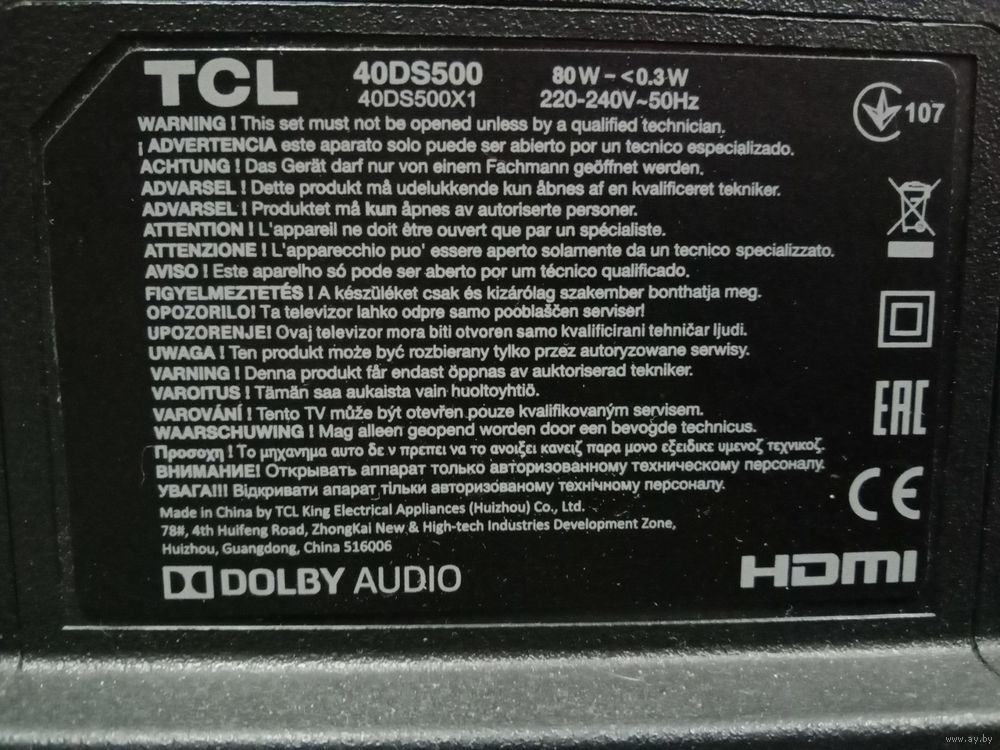 TCL
40DS500
80W - <0.3W
40DS500X1
220-240V~50Hz
107
WARNING ! This set must not be opened unless by a qualified technician.
¡ ADVERTENCIA este aparato solo puede ser abierto por un tecnico especializado.
ACHTUNG ! Das Gerät darf nur von einem Fachmann geöffnet werden.
ADVARSEL ! Dette produkt må udelukkende kun åbnes af en kvalificeret tekniker.
ADVARSEL ! Produktet må kun åpnes av autoriserte personer.
ATTENTION ! L'appareil ne doit être ouvert que par un spécialiste.
ATTENZIONE ! L'apparecchio puo' essere aperto solamente da un tecnico specializzato.
AVISO ! Este aparelho só pode ser aberto por um técnico qualificado.
FIGYELMEZTETÉS ! A készüléket csak és kizárólag szakember bonthatja meg.
OPOZORILO! Ta televizor lahko odpre samo pooblaščen serviser!
UPOZORENJE! Ovaj televizor mora biti otvoren samo kvalificirani tehničar ljudi.
UWAGA ! Ten produkt może być rozbierany tylko przez autoryzowane serwisy.
VARNING ! Denna produkt får endast öppnas av auktoriserad tekniker.
VAROITUS ! Tämän saa aukaista vain huoltoyhtiö.
VAROVÁNÍ ! Tento TV může být otevřen pouze kvalifikovaným servisem.
WAARSCHUWING ! Mag alleen geopend worden door een bevogde technicus.
Προσοχη ! Το μηχανημα αυτο δε ν πρεπει να το ανοιξει κανειζ παρα μονο εξειδικε υμενοζ τεχνικοζ.
ВНИМАНИЕ! Открывать аппарат только авторизованному техническому персоналу.
УВАГА!!! Відкривати апарат тільки авторизованому технічному персоналу.
Made in China by TCL King Electrical Appliances (Huizhou) Co., Ltd.
78#, 4th Huifeng Road, ZhongKai New & High-tech Industries Development Zone,
Huizhou, Guangdong, China 516006
EAC
CE
DOLBY AUDIO
HDMI
www.ay.by